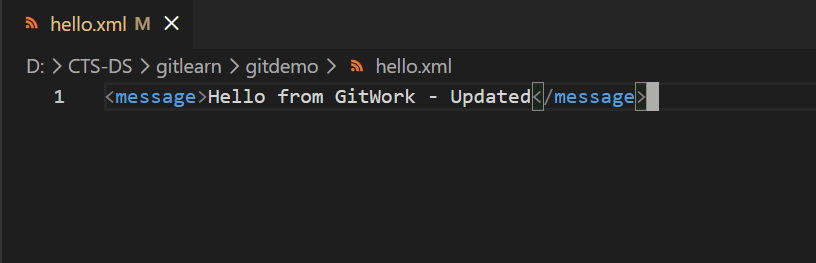 hello.xml M
D: > CTS-DS > gitlearn > gitdemo > hello.xml
1 <message>Hello from GitWork - Updated</message>